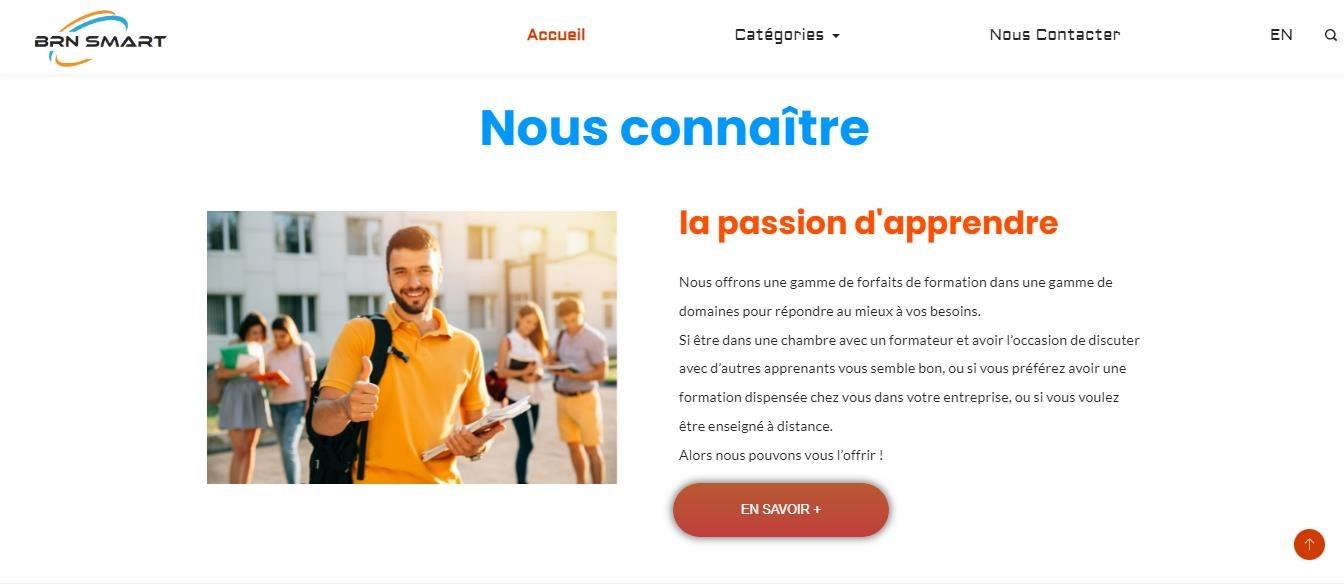 BRN SMART
Accueil
Catégories
Nous Contacter
EN
Nous connaître
la passion d'apprendre
Nous offrons une gamme de forfaits de formation dans une gamme de
domaines pour répondre au mieux à vos besoins.
Si être dans une chambre avec un formateur et avoir l’occasion de discuter
avec d’autres apprenants vous semble bon, ou si vous préférez avoir une
formation dispensée chez vous dans votre entreprise, ou si vous voulez
être enseigné à distance.
Alors nous pouvons vous l’offrir !
EN SAVOIR +